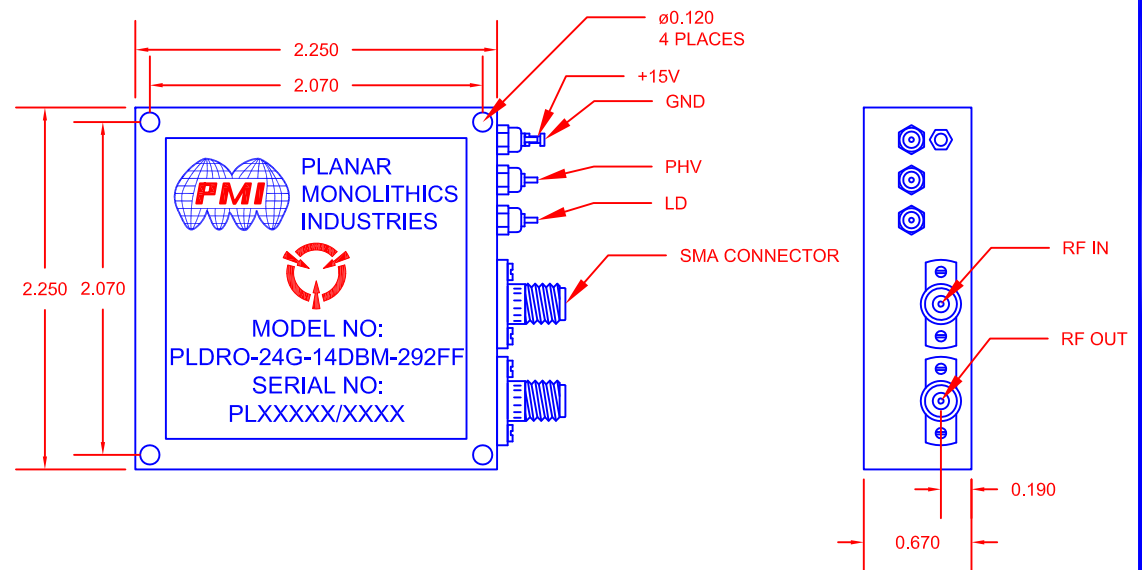 ø0.120
4 PLACES
2.250
2.070
+15V
GND
PHV
LD
SMA CONNECTOR
2.250
2.070
PMI
PLANAR
MONOLITHICS
INDUSTRIES
MODEL NO:
PLDRO-24G-14DBM-292FF
SERIAL NO:
PLXXXXX/XXXX
RF IN
RF OUT
0.190
0.670